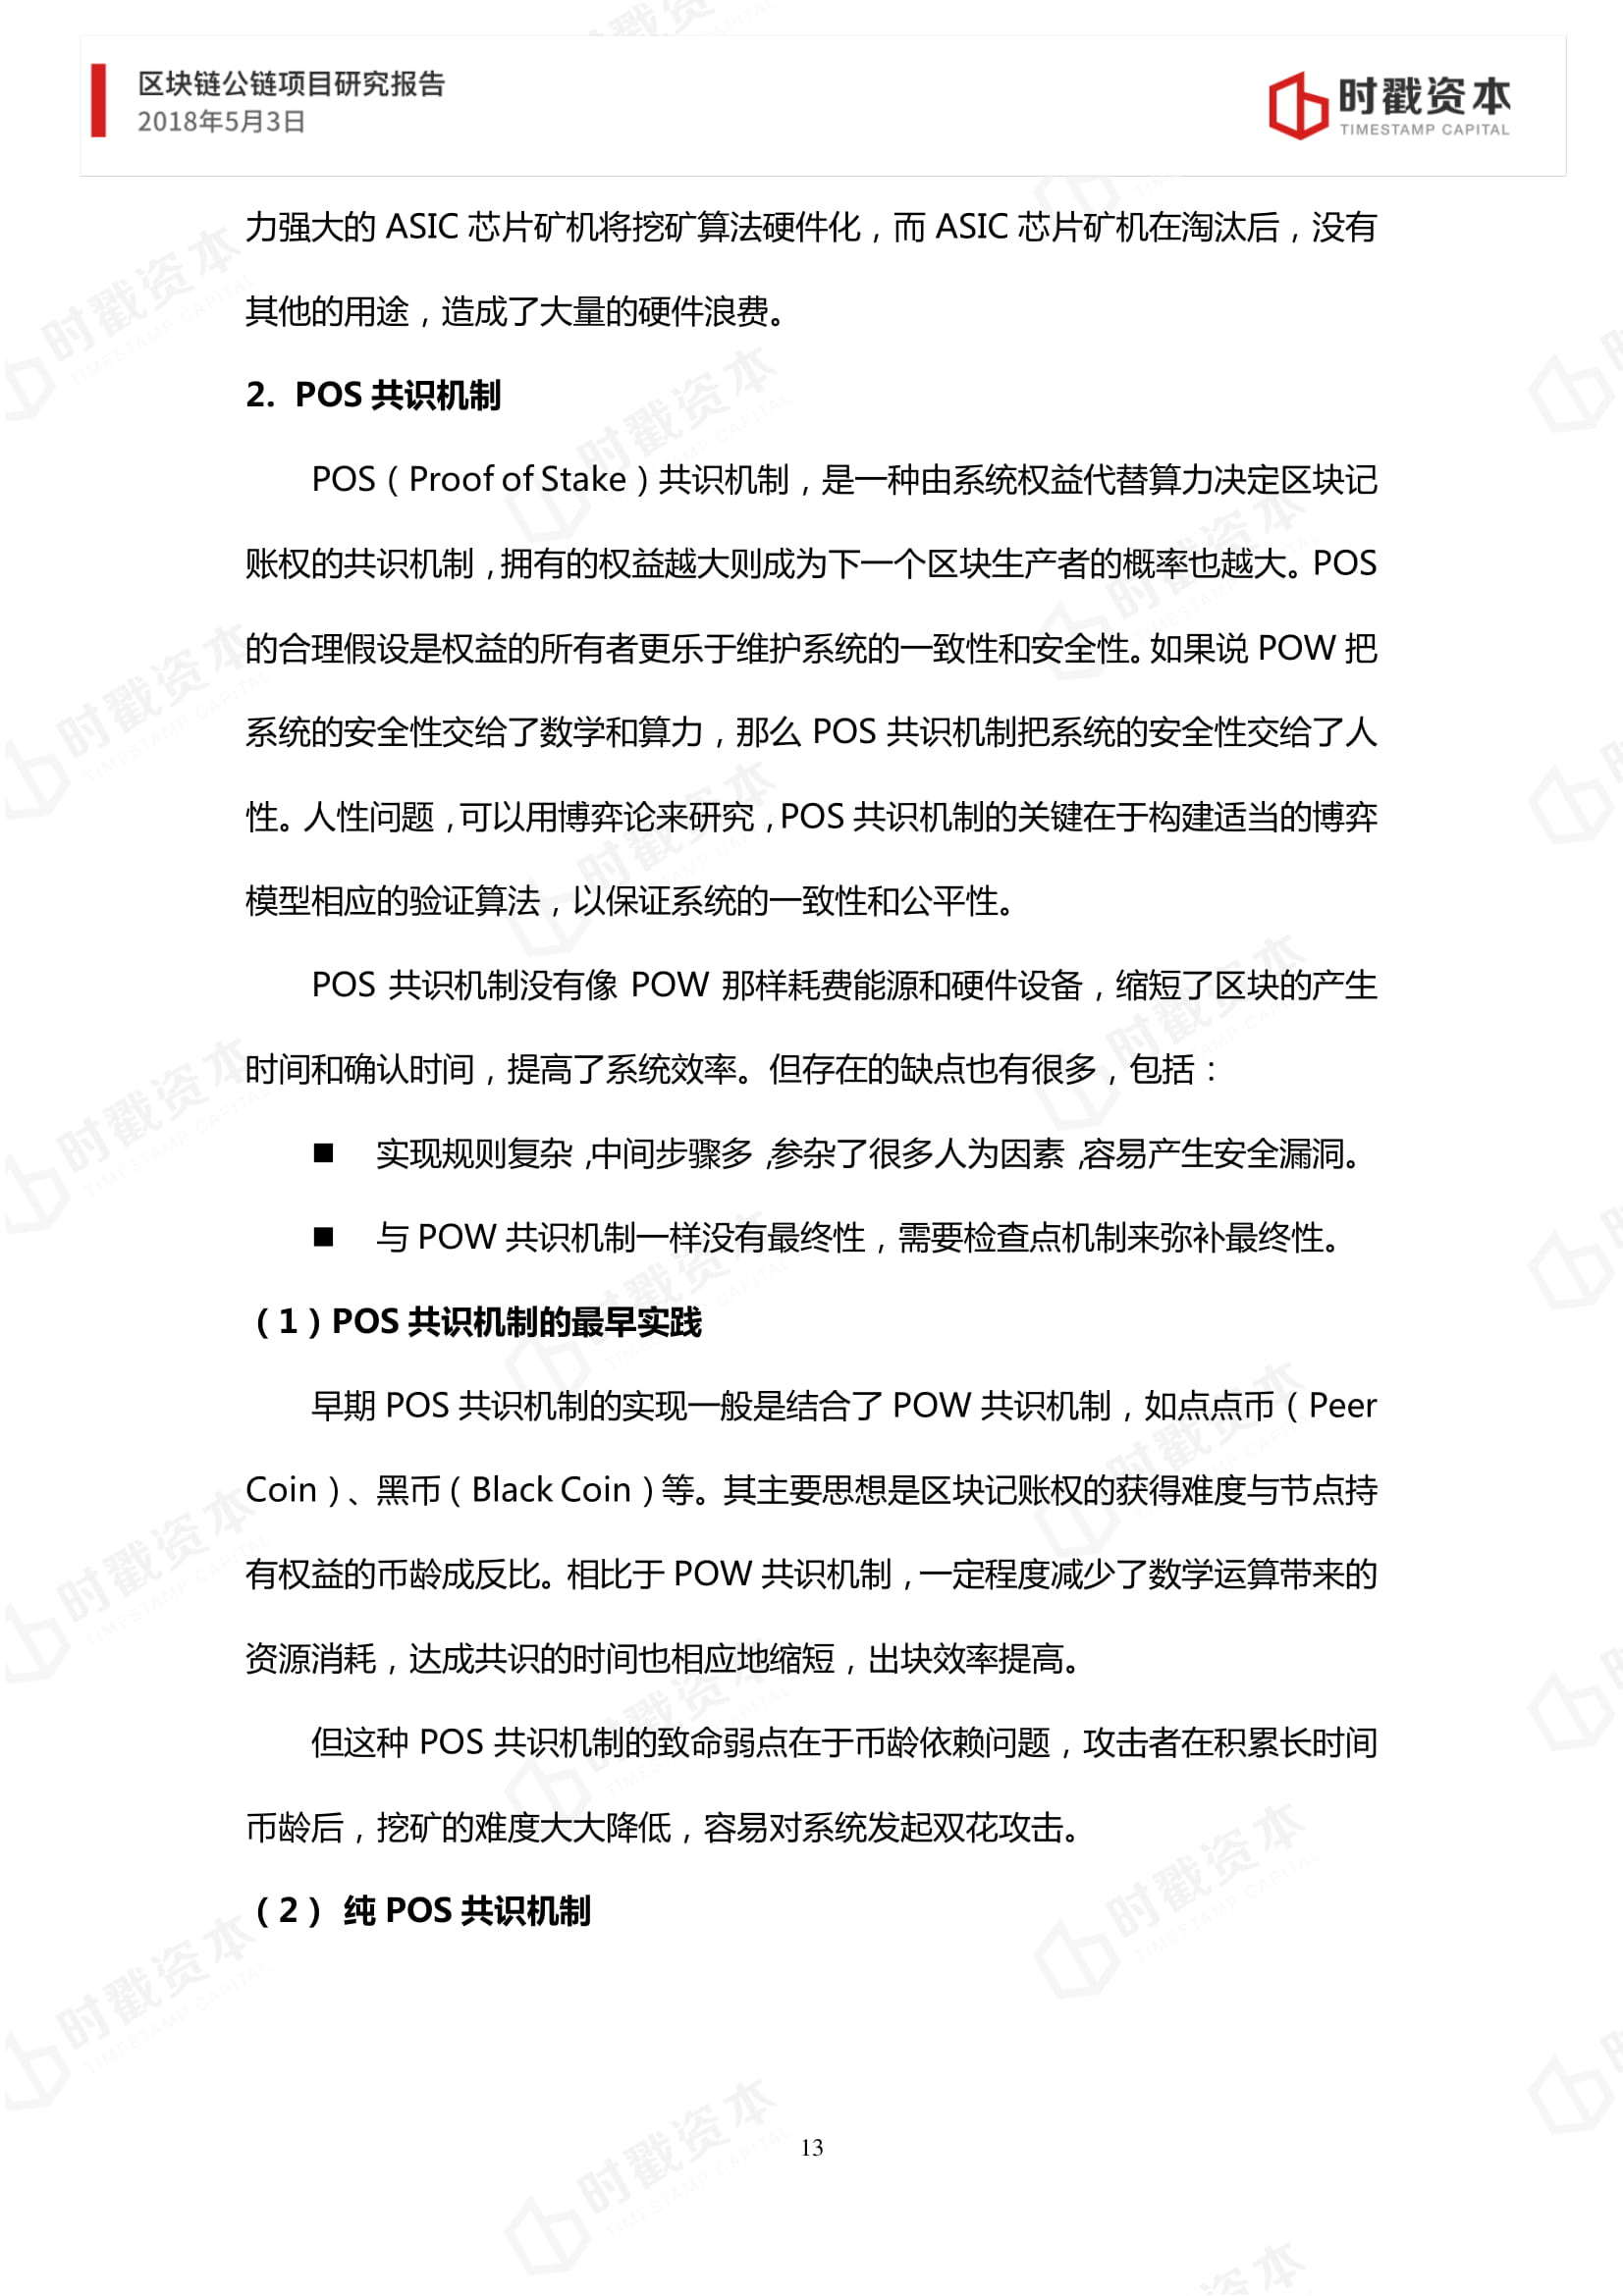 区块链公链项目研究报告
2018年5月3日
时戳资本
TIMESTAMP CAPITAL
力强大的 ASIC 芯片矿机将挖矿算法硬件化，而 ASIC 芯片矿机在淘汰后，没有
其他的用途，造成了大量的硬件浪费。
2. POS 共识机制
POS（Proof of Stake）共识机制，是一种由系统权益代替算力决定区块记
账权的共识机制，拥有的权益越大则成为下一个区块生产者的概率也越大。POS
的合理假设是权益的所有者更乐于维护系统的一致性和安全性。如果说 POW 把
系统的安全性交给了数学和算力，那么 POS 共识机制把系统的安全性交给了人
性。人性问题，可以用博弈论来研究，POS 共识机制的关键在于构建适当的博弈
模型相应的验证算法，以保证系统的一致性和公平性。
POS 共识机制没有像 POW 那样耗费能源和硬件设备，缩短了区块的产生
时间和确认时间，提高了系统效率。但存在的缺点也有很多，包括：
■ 实现规则复杂，中间步骤多，参杂了很多人为因素，容易产生安全漏洞。
■ 与 POW 共识机制一样没有最终性，需要检查点机制来弥补最终性。
（1）POS 共识机制的最早实践
早期 POS 共识机制的实现一般是结合了 POW 共识机制，如点点币（Peer
Coin）、黑币（Black Coin）等。其主要思想是区块记账权的获得难度与节点持
有权益的币龄成反比。相比于 POW 共识机制，一定程度减少了数学运算带来的
资源消耗，达成共识的时间也相应地缩短，出块效率提高。
但这种 POS 共识机制的致命弱点在于币龄依赖问题，攻击者在积累长时间
币龄后，挖矿的难度大大降低，容易对系统发起双花攻击。
（2） 纯 POS 共识机制
13